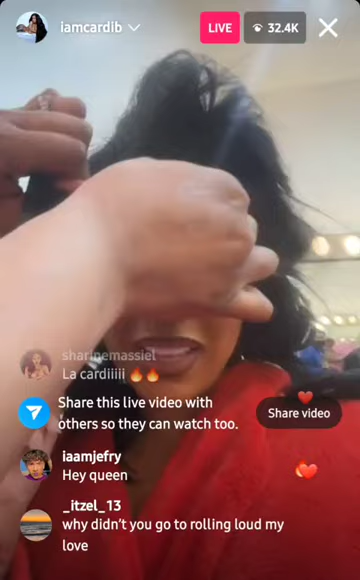 iamcardib
LIVE
32.4K
sharinemassiel
La cardiiiii 🔥🔥
Share this live video with
others so they can watch too.
Share video
iaamjefry
Hey queen
_itzel_13
why didn't you go to rolling loud my
love